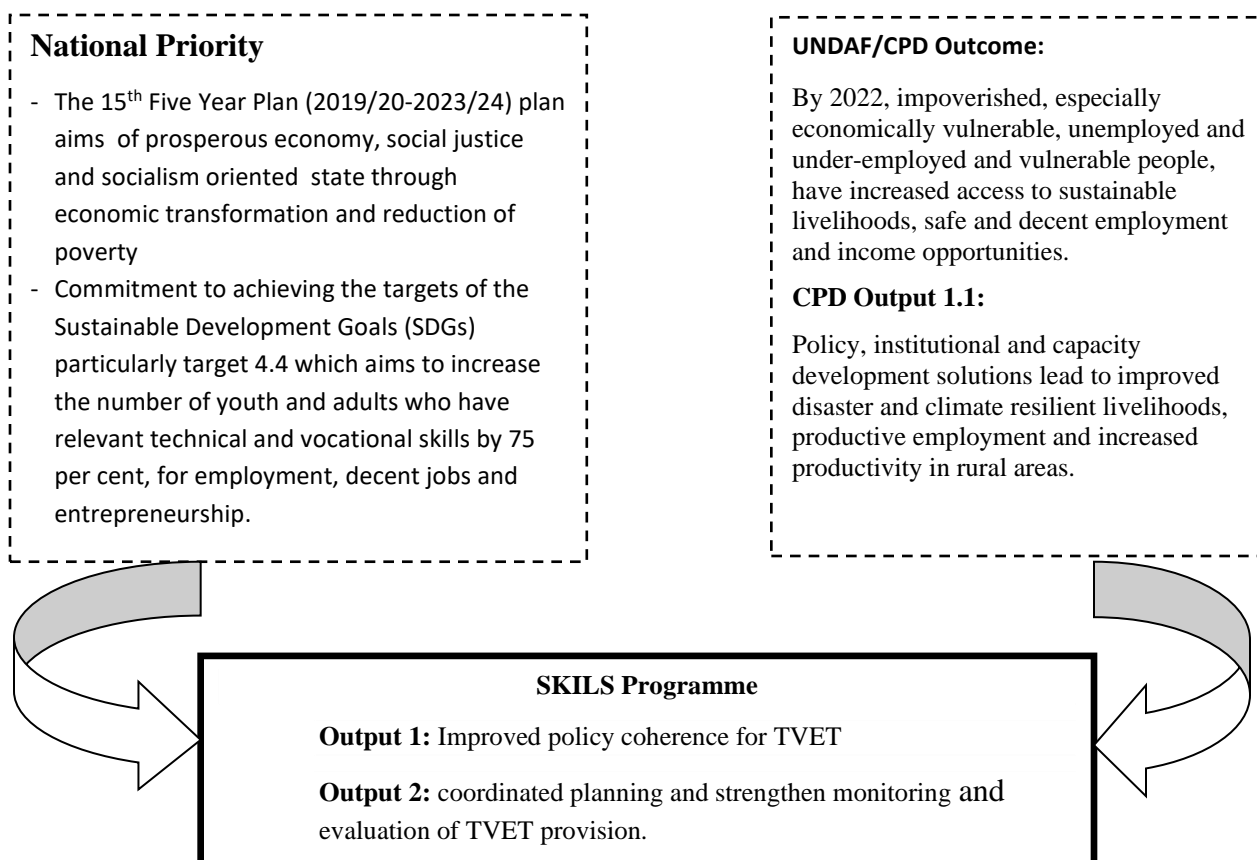 National Priority
- The 15th Five Year Plan (2019/20-2023/24) plan
aims of prosperous economy, social justice
and socialism oriented state through
economic transformation and reduction of
poverty
- Commitment to achieving the targets of the
Sustainable Development Goals (SDGs)
particularly target 4.4 which aims to increase
the number of youth and adults who have
relevant technical and vocational skills by 75
per cent, for employment, decent jobs and
entrepreneurship.
UNDAF/CPD Outcome:
By 2022, impoverished, especially
economically vulnerable, unemployed and
under-employed and vulnerable people,
have increased access to sustainable
livelihoods, safe and decent employment
and income opportunities.
CPD Output 1.1:
Policy, institutional and capacity
development solutions lead to improved
disaster and climate resilient livelihoods,
productive employment and increased
productivity in rural areas.
SKILS Programme
Output 1: Improved policy coherence for TVET
Output 2: coordinated planning and strengthen monitoring and
evaluation of TVET provision.